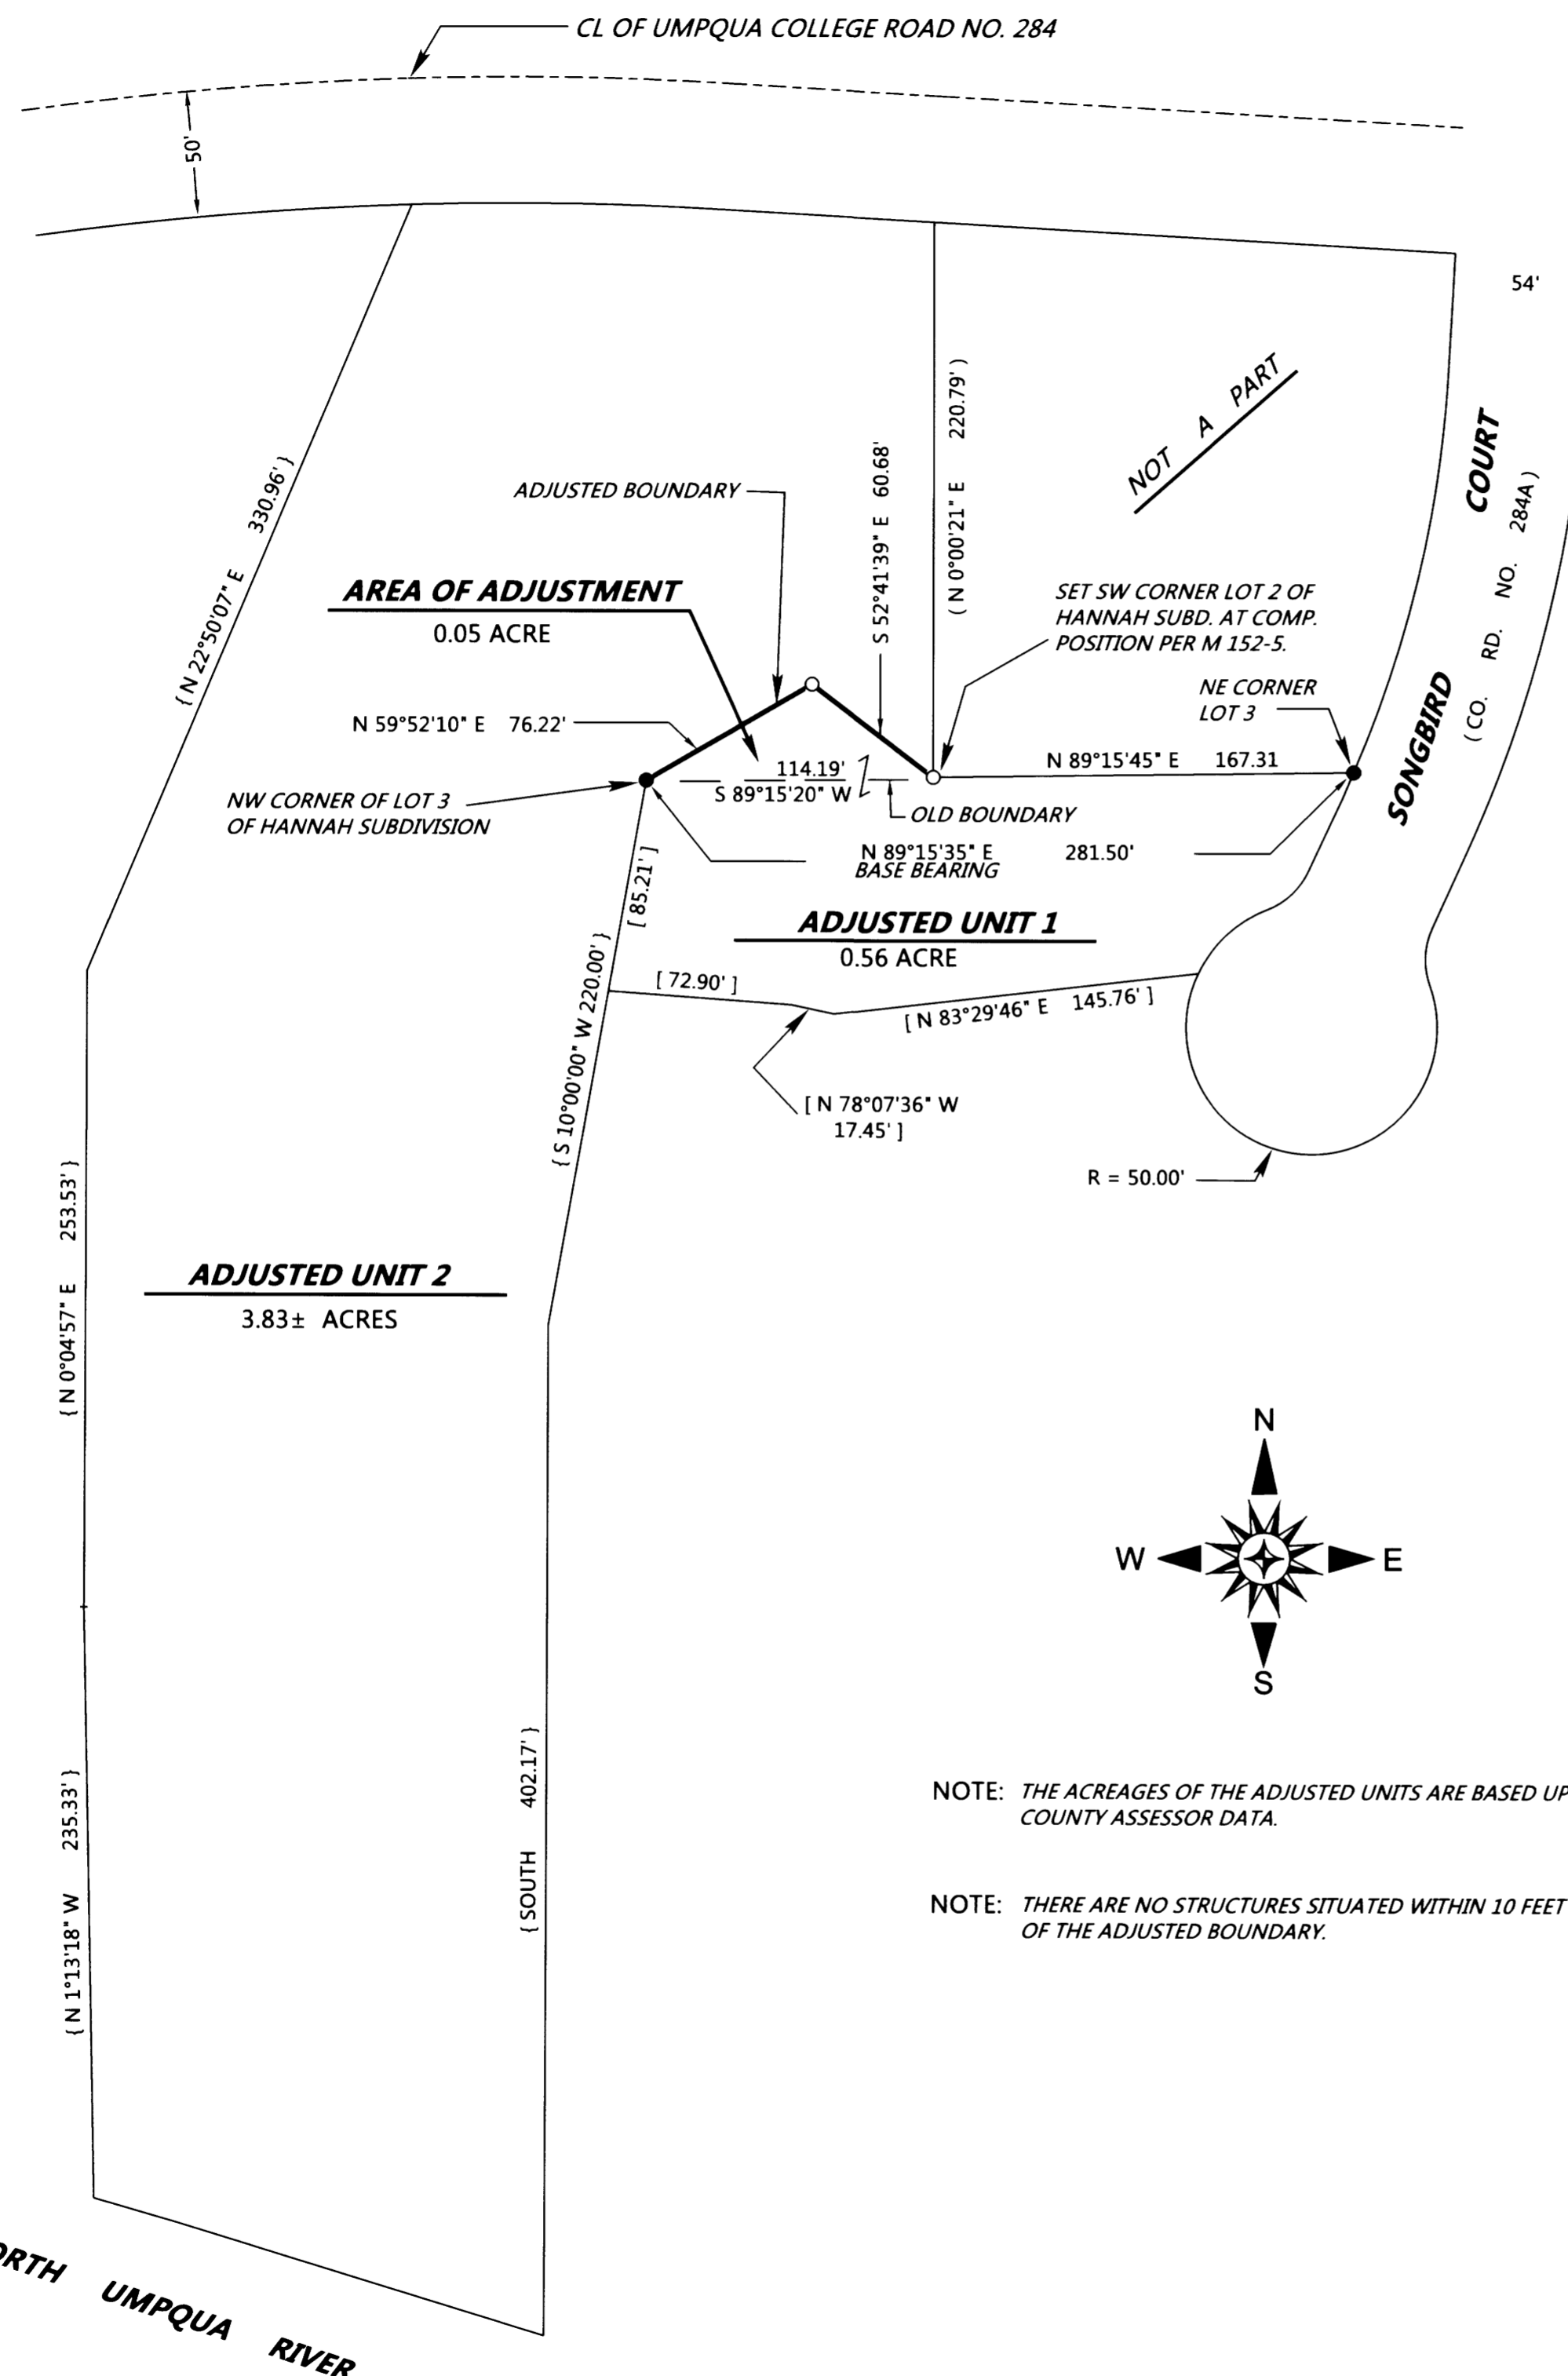 CL OF UMPQUA COLLEGE ROAD NO. 284
50'
54'
{ N 22°50'07" E 330.96' }
( N 0°00'21" E 220.79' )
S 52°41'39" E 60.68'
NOT A PART
SONGBIRD COURT
( CO. RD. NO. 284A )
ADJUSTED BOUNDARY
AREA OF ADJUSTMENT
0.05 ACRE
SET SW CORNER LOT 2 OF
HANNAH SUBD. AT COMP.
POSITION PER M 152-5.
NE CORNER
LOT 3
N 59°52'10" E 76.22'
114.19'
S 89°15'20" W
N 89°15'45" E 167.31
NW CORNER OF LOT 3
OF HANNAH SUBDIVISION
OLD BOUNDARY
N 89°15'35" E 281.50'
BASE BEARING
[ 85.21' ]
{ S 10°00'00" W 220.00' }
ADJUSTED UNIT 1
0.56 ACRE
[ 72.90' ]
[ N 83°29'46" E 145.76' ]
[ N 78°07'36" W
17.45' ]
R = 50.00'
{ N 0°04'57" E 253.53' }
ADJUSTED UNIT 2
3.83± ACRES
N
W
E
S
{ N 1°13'18" W 235.33' }
{ SOUTH 402.17' }
NOTE: THE ACREAGES OF THE ADJUSTED UNITS ARE BASED UP
COUNTY ASSESSOR DATA.
NOTE: THERE ARE NO STRUCTURES SITUATED WITHIN 10 FEET
OF THE ADJUSTED BOUNDARY.
ORTH UMPQUA RIVER